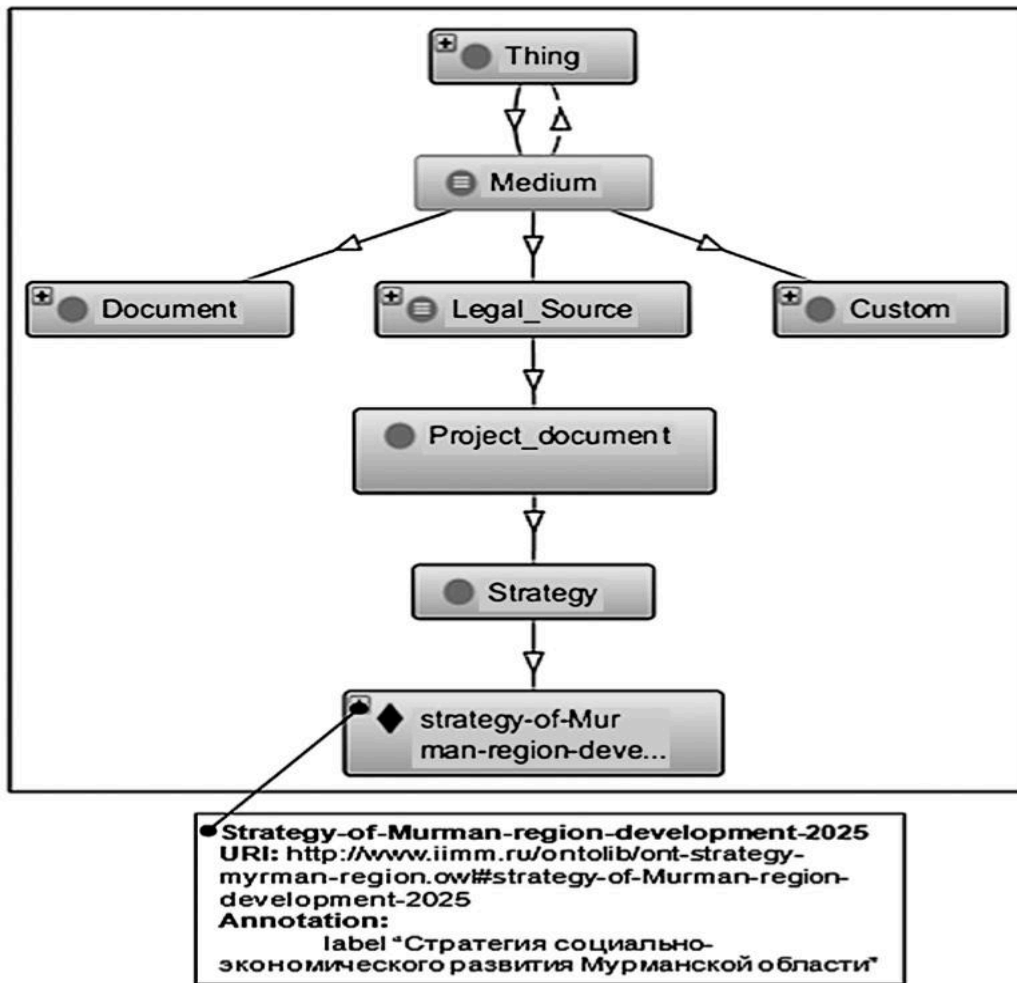 Thing
Medium
Document
Legal_Source
Custom
Project_document
Strategy
strategy-of-Mur
man-region-deve...
Strategy-of-Murman-region-development-2025
URI: http://www.iimm.ru/ontolib/ont-strategy-
myrman-region.owl#strategy-of-Murman-region-
development-2025
Annotation:
label "Стратегия социально-
экономического развития Мурманской области"